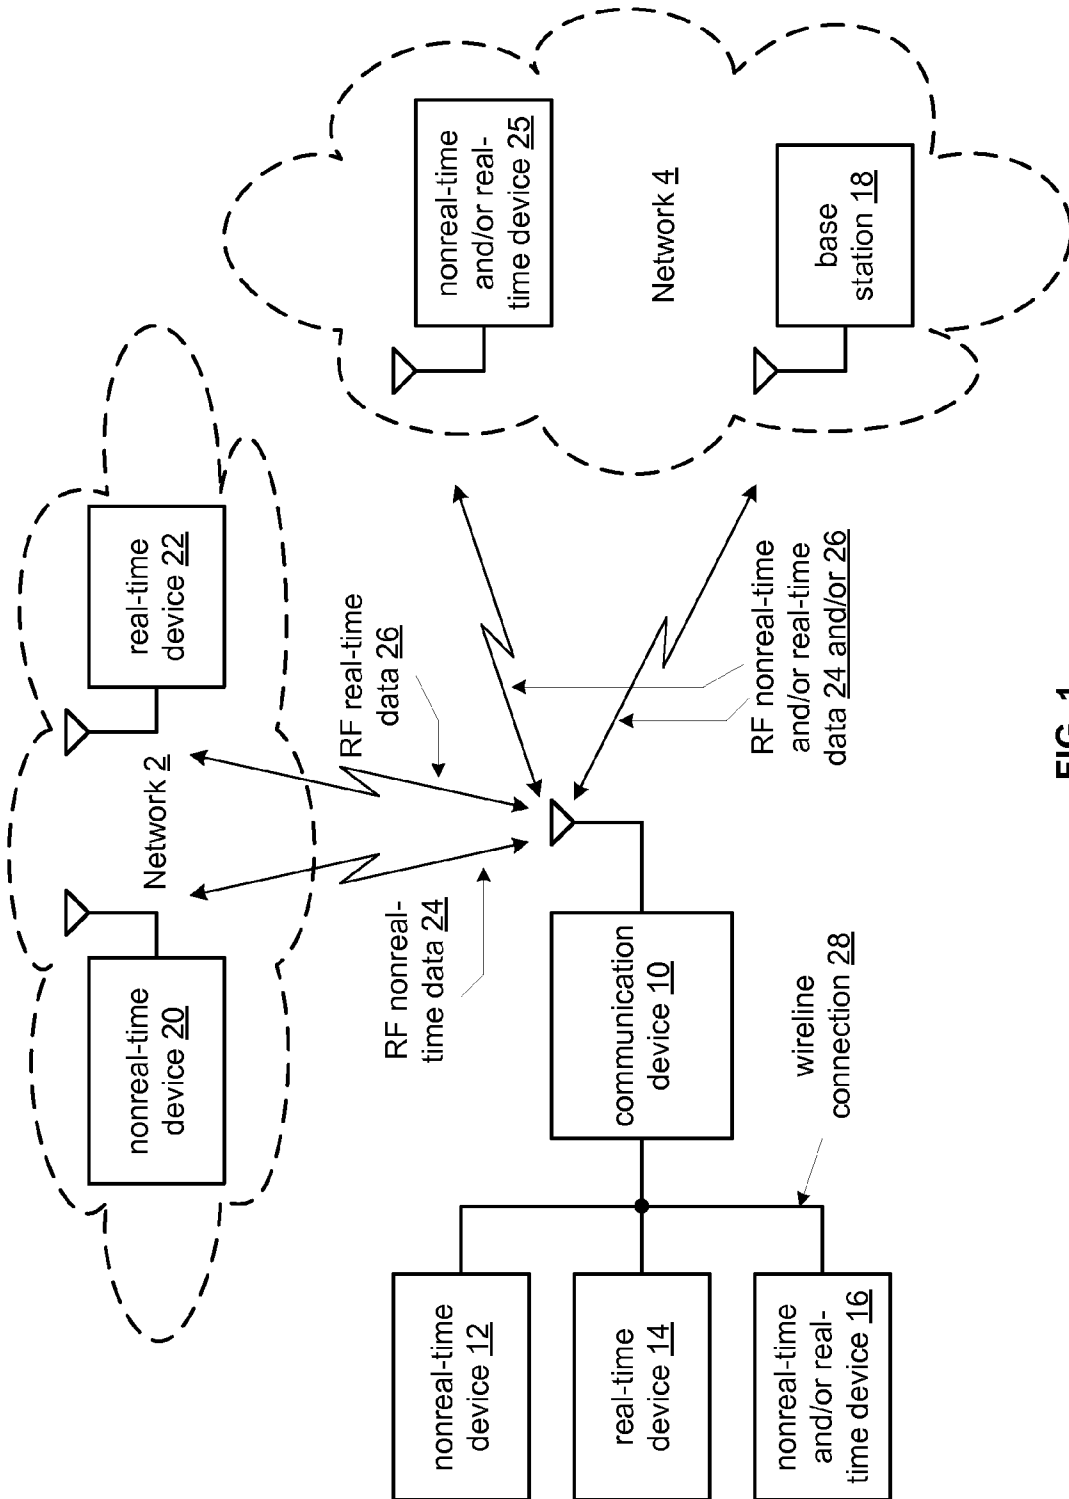 nonreal-time
device 20
Network 2
real-time
device 22
RF nonreal-
time data 24
RF real-time
data 26
nonreal-time
device 12
real-time
device 14
nonreal-time
and/or real-
time device 16
communication
device 10
wireline
connection 28
RF nonreal-time
and/or real-time
data 24 and/or 26
nonreal-time
and/or real-
time device 25
Network 4
base
station 18
FIG. 1